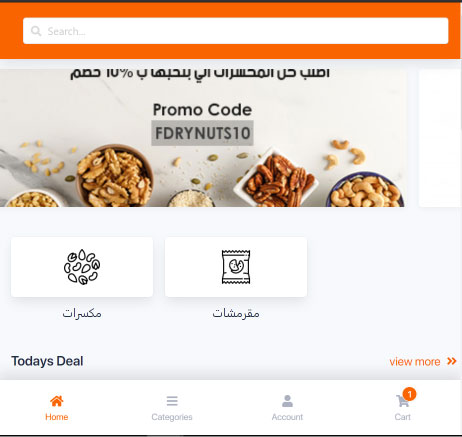 Search...
اطلب كل المكسرات الي بتحبها ب 10% خصم
Promo Code
FDRYNUTS10
مكسرات
مقرمشات
Todays Deal
view more »
Home
Categories
Account
1
Cart